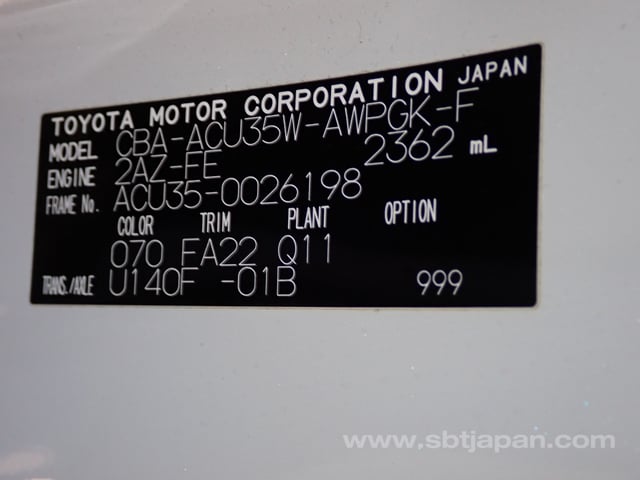 TOYOTA MOTOR CORPORATION JAPAN
MODEL CBA-ACU35W-AWPGK-F
ENGINE 2AZ-FE 2362 mL
FRAME No. ACU35-0026198
COLOR TRIM PLANT OPTION
070 FA22 Q11
TRANS./AXLE U140F -01B 999
www.sbtjapan.com